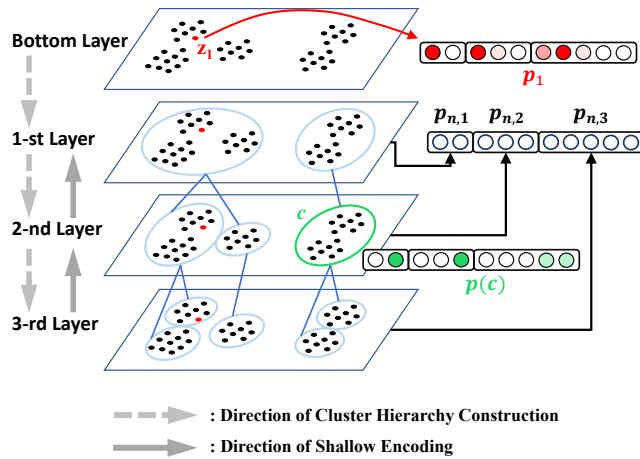 Bottom Layer
z₁
p₁
1-st Layer
pₙ,₁ pₙ,₂ pₙ,₃
2-nd Layer
c
p(c)
3-rd Layer
: Direction of Cluster Hierarchy Construction
: Direction of Shallow Encoding